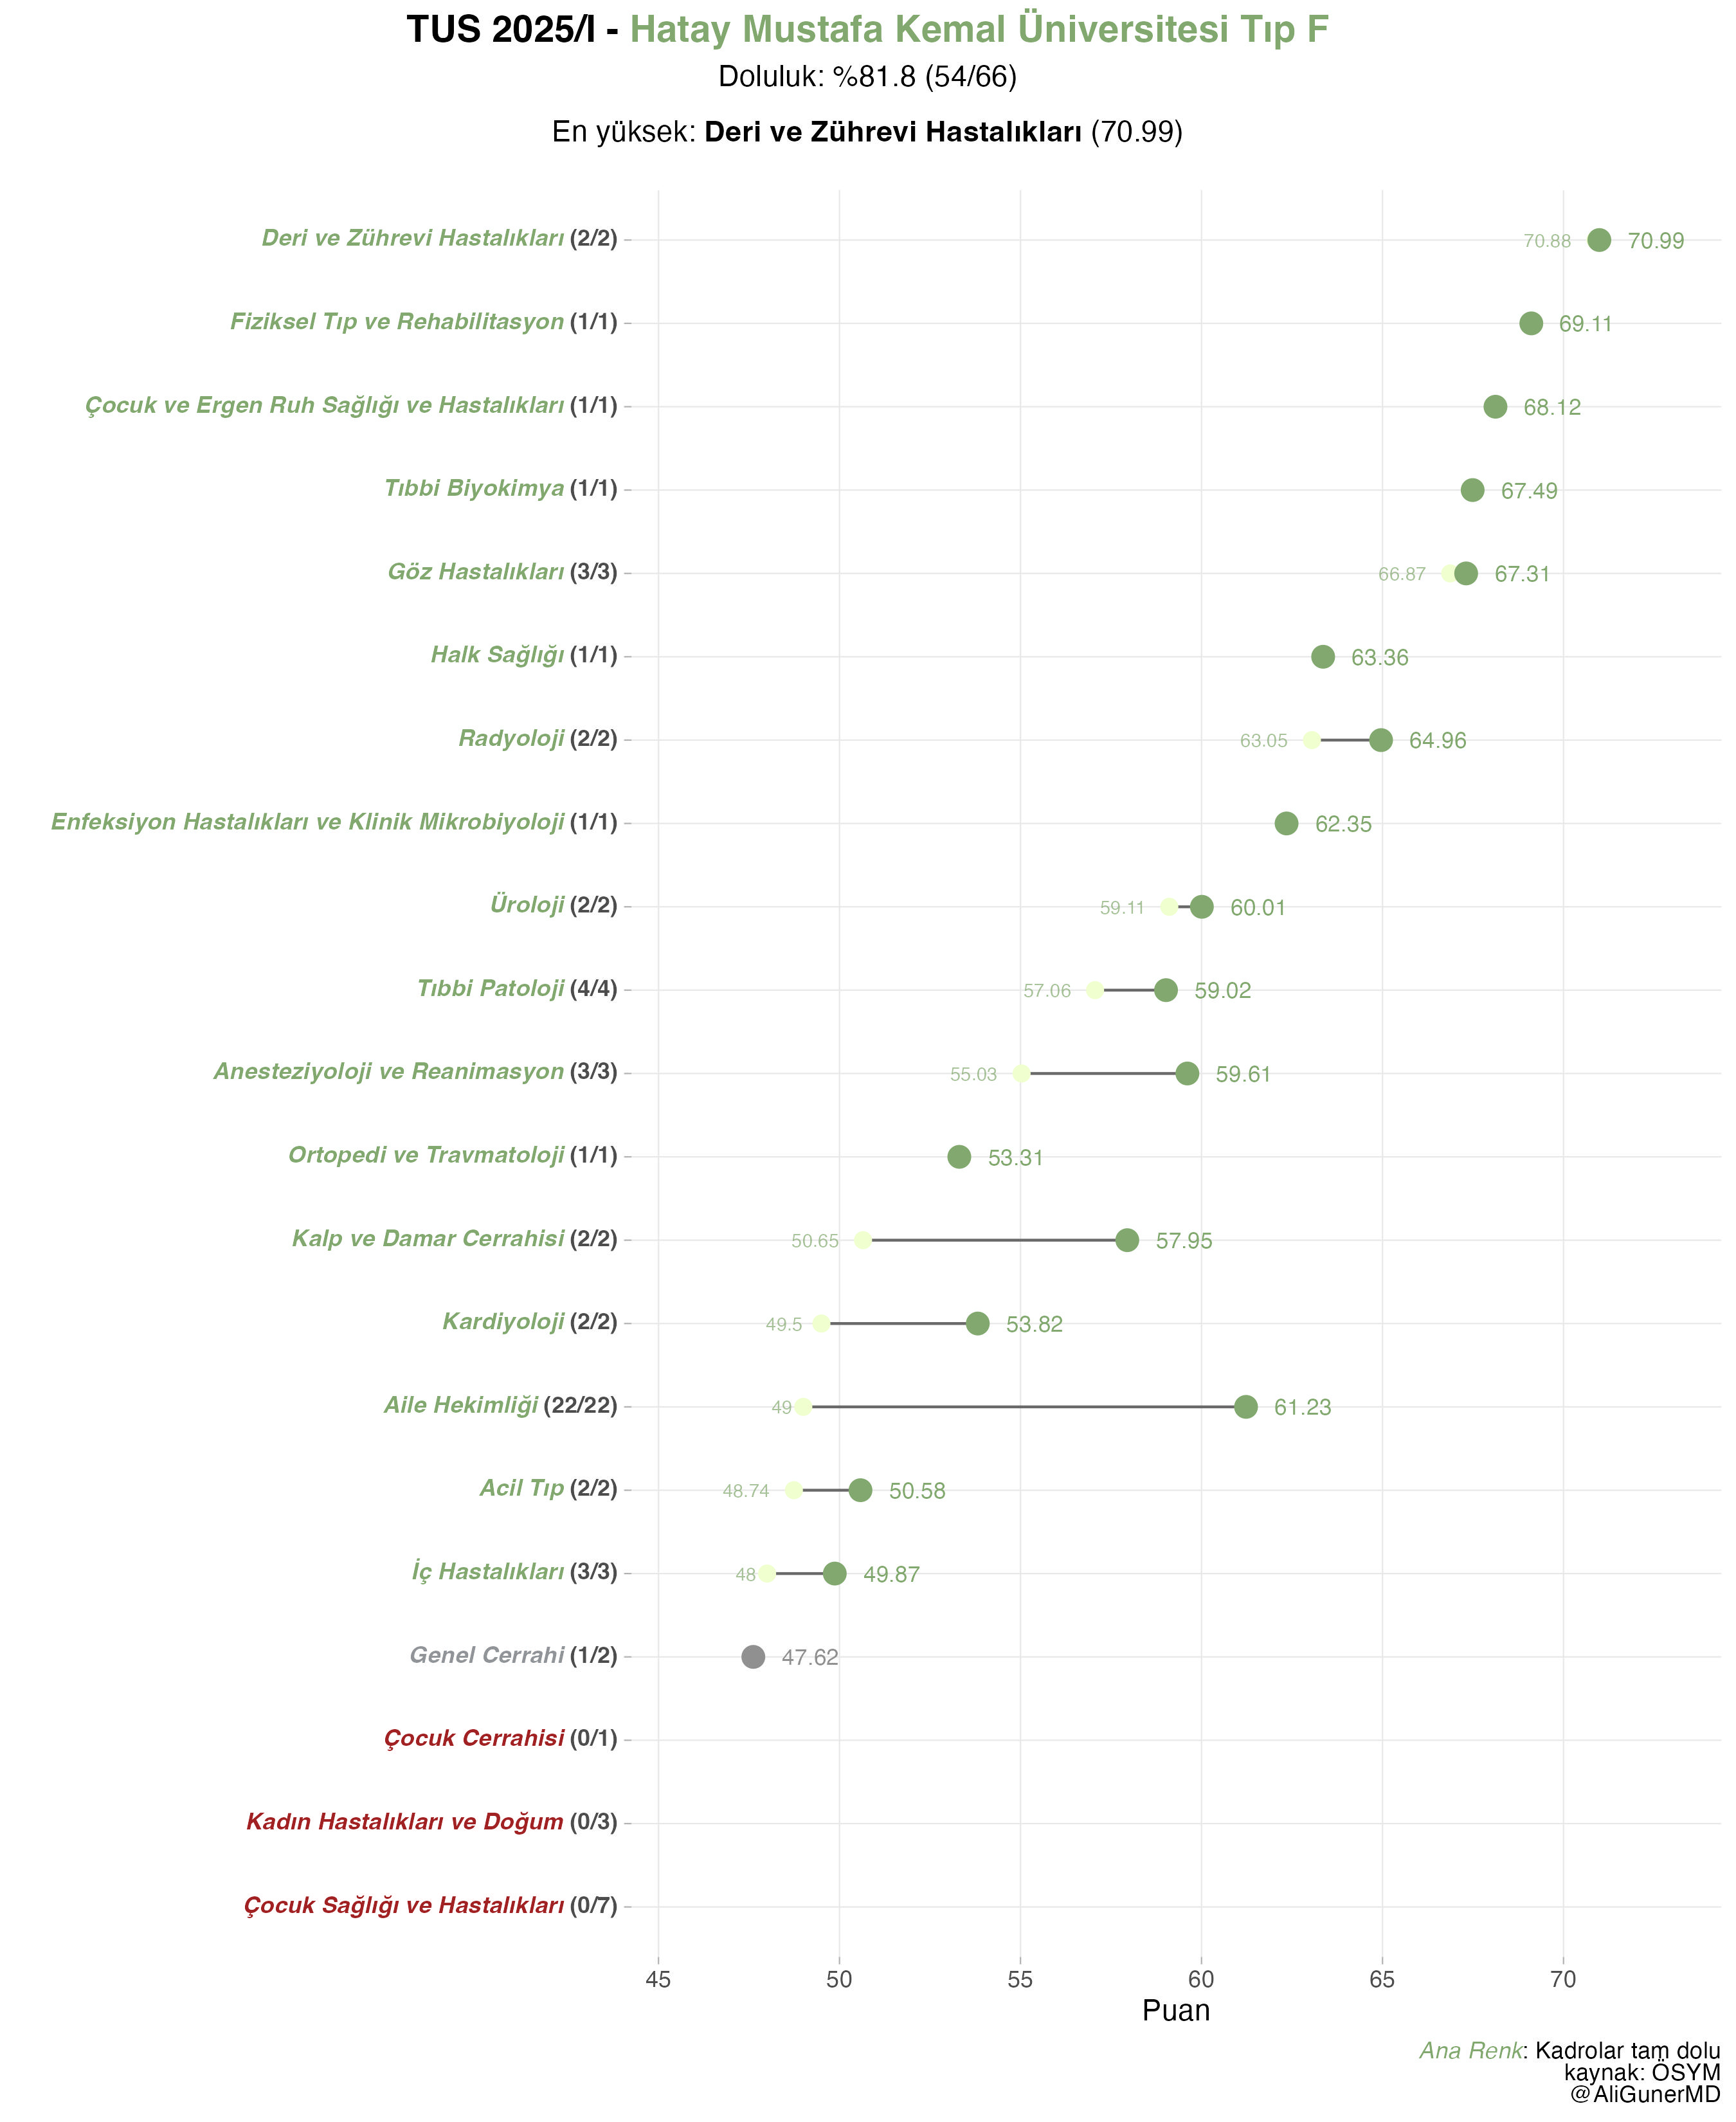 TUS 2025/I - Hatay Mustafa Kemal Üniversitesi Tıp F
Doluluk: %81.8 (54/66)
En yüksek: Deri ve Zührevi Hastalıkları (70.99)
Deri ve Zührevi Hastalıkları (2/2) 70.88 70.99
Fiziksel Tıp ve Rehabilitasyon (1/1) 69.11
Çocuk ve Ergen Ruh Sağlığı ve Hastalıkları (1/1) 68.12
Tıbbi Biyokimya (1/1) 67.49
Göz Hastalıkları (3/3) 66.87 67.31
Halk Sağlığı (1/1) 63.36
Radyoloji (2/2) 63.05 64.96
Enfeksiyon Hastalıkları ve Klinik Mikrobiyoloji (1/1) 62.35
Üroloji (2/2) 59.11 60.01
Tıbbi Patoloji (4/4) 57.06 59.02
Anesteziyoloji ve Reanimasyon (3/3) 55.03 59.61
Ortopedi ve Travmatoloji (1/1) 53.31
Kalp ve Damar Cerrahisi (2/2) 50.65 57.95
Kardiyoloji (2/2) 49.5 53.82
Aile Hekimliği (22/22) 49 61.23
Acil Tıp (2/2) 48.74 50.58
İç Hastalıkları (3/3) 48 49.87
Genel Cerrahi (1/2) 47.62
Çocuk Cerrahisi (0/1)
Kadın Hastalıkları ve Doğum (0/3)
Çocuk Sağlığı ve Hastalıkları (0/7)
45 50 55 60 65 70
Puan
Ana Renk: Kadrolar tam dolu
kaynak: ÖSYM
@AliGunerMD